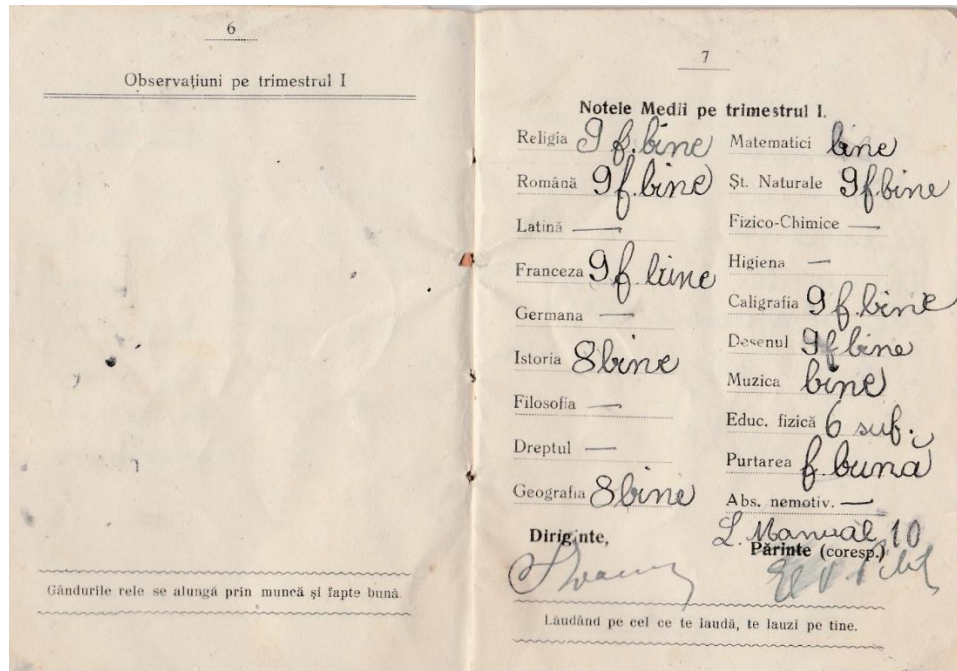 6
Observațiuni pe trimestrul I
Gândurile rele se alungă prin muncă și fapte bună.
7
Notele Medii pe trimestrul I.
Religia 9 f. bine
Română 9 f. bine
Latină —
Franceza 9 f. bine
Germana —
Istoria 8 bine
Filosofia —
Dreptul —
Geografia 8 bine
Matematici bine
Șt. Naturale 9 f bine
Fizico-Chimice —
Higiena —
Caligrafia 9 f. bine
Desenul 9 f bine
Muzica bine
Educ. fizică 6 suf.
Purtarea f. bună
Abs. nemotiv. —
L. Manual 10
Diriginte,
Părinte (coresp.)
Lăudând pe cel ce te laudă, te lauzi pe tine.